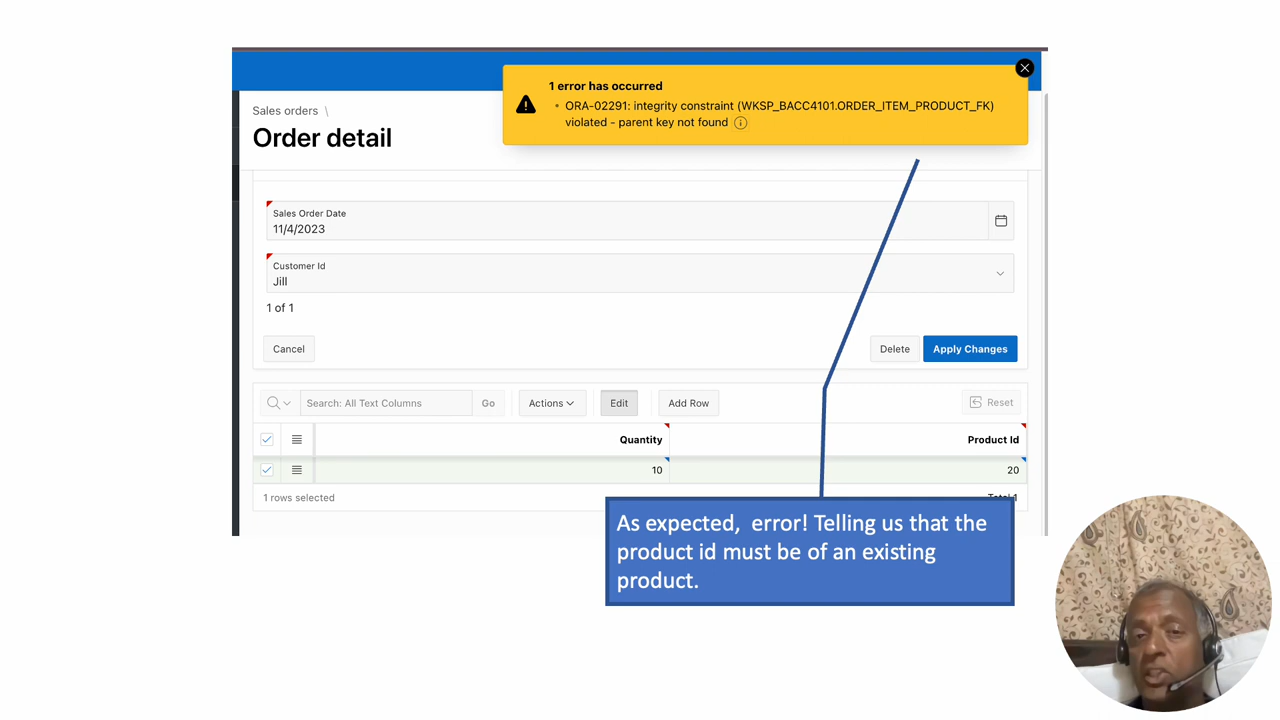 1 error has occurred
• ORA-02291: integrity constraint (WKSP_BACC4101.ORDER_ITEM_PRODUCT_FK)
violated - parent key not found
Sales orders \
Order detail
Sales Order Date
11/4/2023
Customer Id
Jill
1 of 1
Cancel
Delete
Apply Changes
Search: All Text Columns
Go
Actions
Edit
Add Row
Reset
Quantity
Product Id
10
20
1 rows selected
Total 1
As expected,  error! Telling us that the
product id must be of an existing
product.